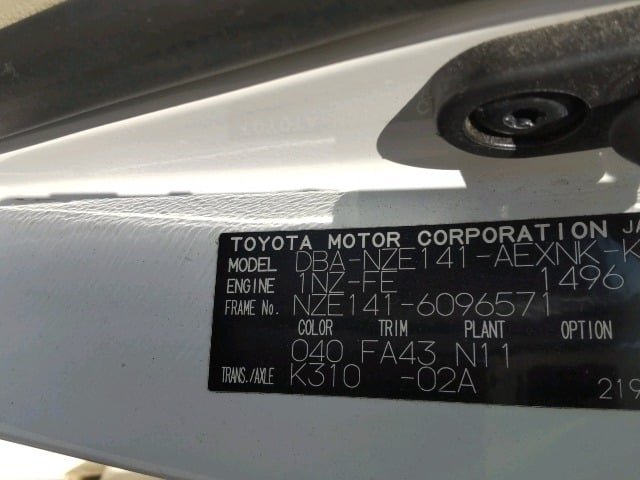 TOYOTA MOTOR CORPORATION JA
MODEL DBA-NZE141-AEXNK-K
ENGINE 1NZ-FE 1496
FRAME No. NZE141-6096571
COLOR TRIM PLANT OPTION
040 FA43 N11
TRANS./AXLE K310 -02A
219